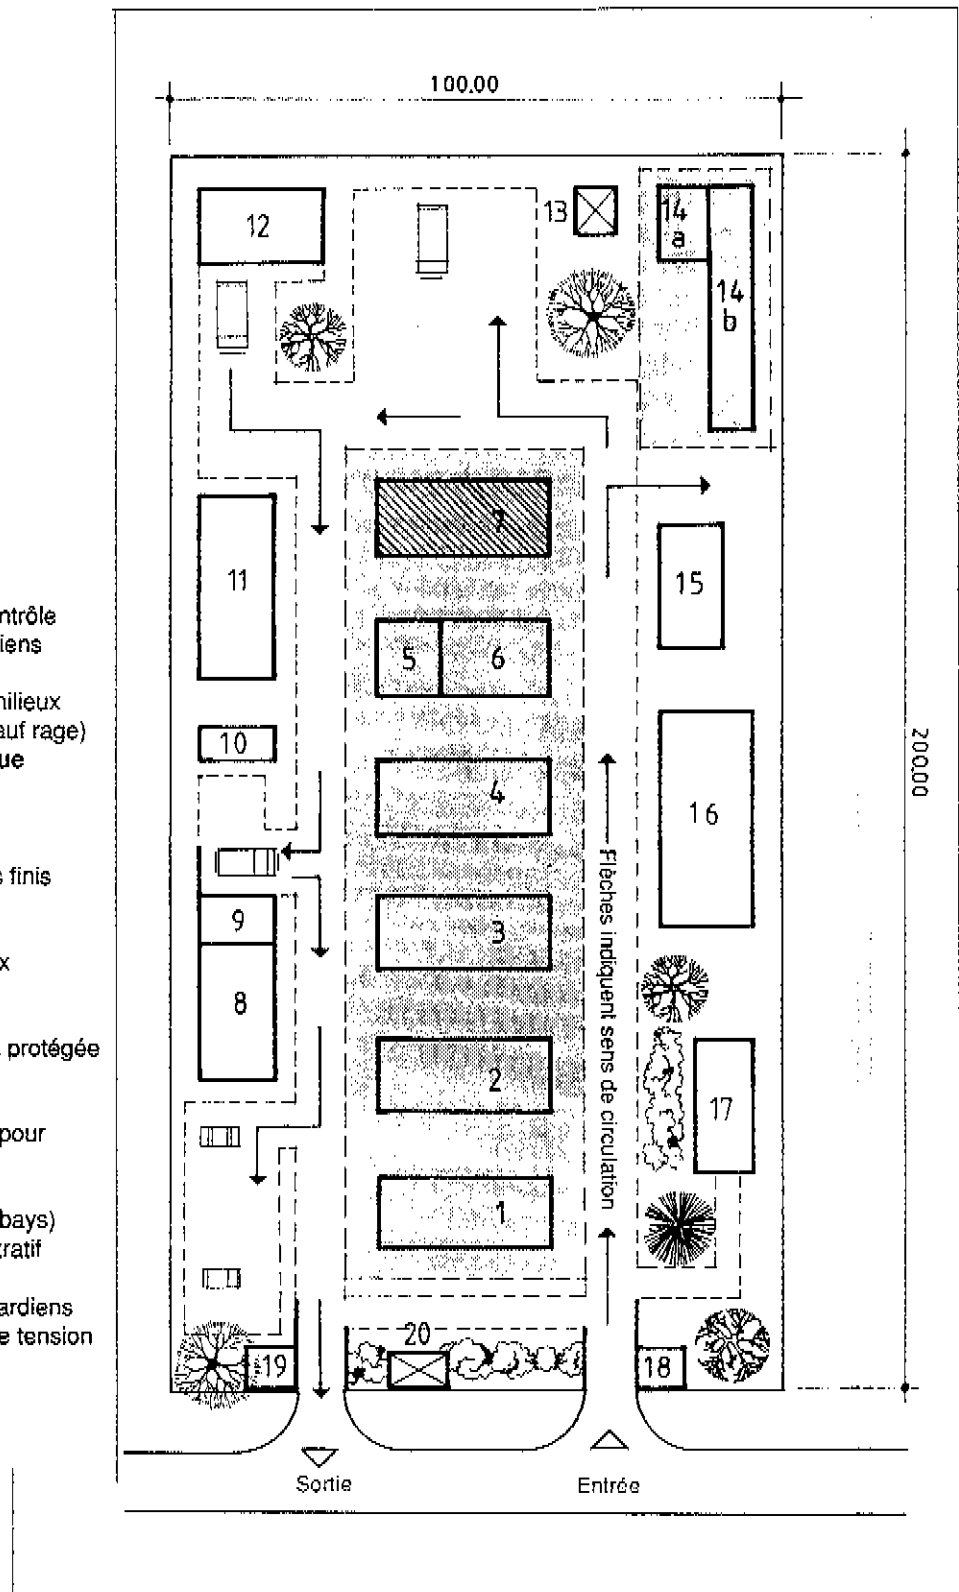 100.00
12
13
14
a
14
b
7
11
15
5
6
10
4
200.00
16
9
3
8
2
17
1
Flèches indiquent sens de circulation
20
19
18
Sortie
Entrée
ntrôle
iens
nilieux
auf rage)
ue
s finis
x
protégée
pour
bays)
ratif
ardiens
e tension